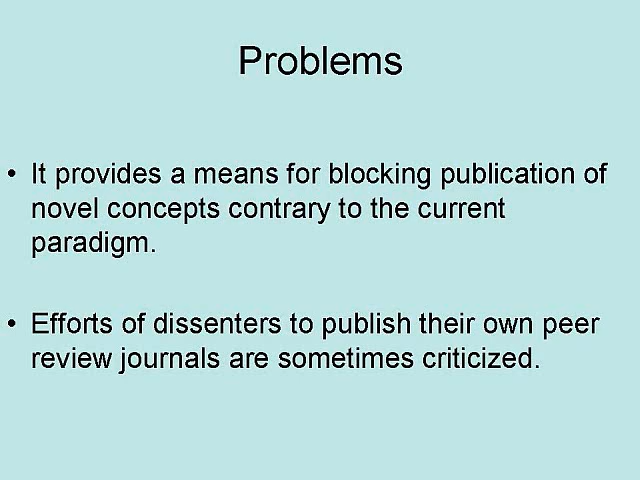 Problems
• It provides a means for blocking publication of
novel concepts contrary to the current
paradigm.
• Efforts of dissenters to publish their own peer
review journals are sometimes criticized.